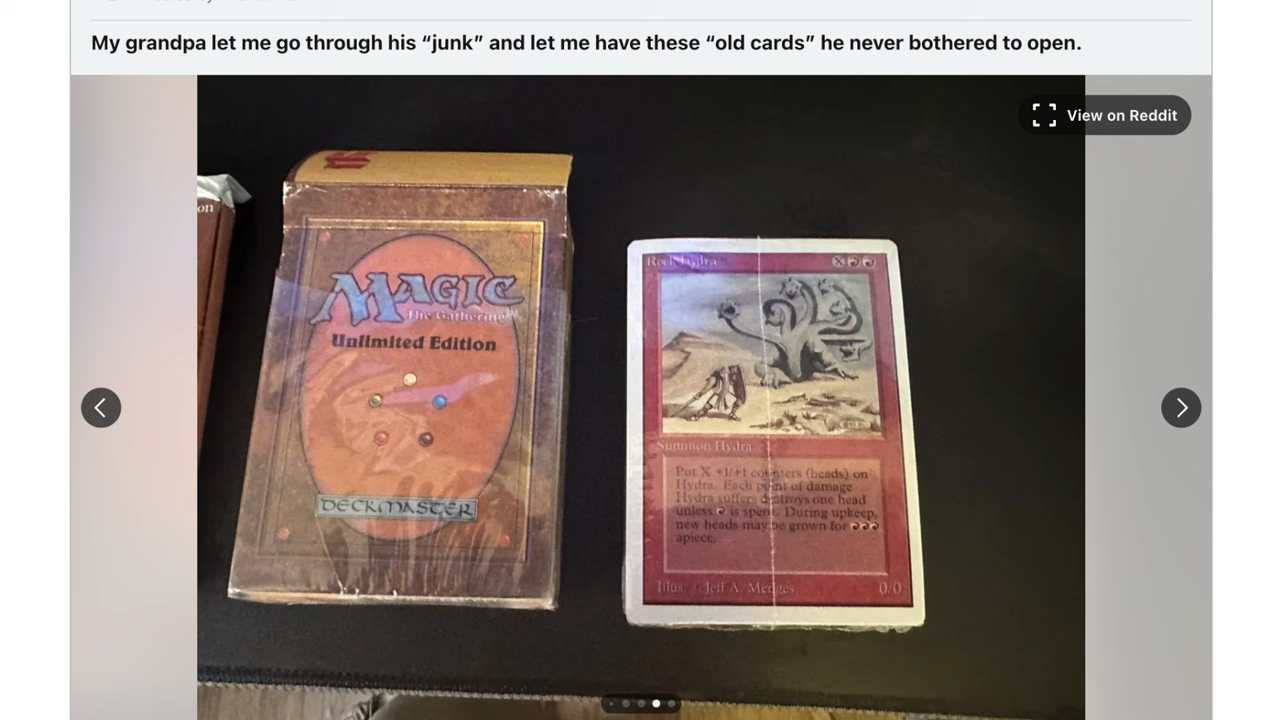 My grandpa let me go through his “junk” and let me have these “old cards” he never bothered to open.
View on Reddit
on
MAGIC
The Gathering
Unlimited Edition
DECKMASTER
Rock Hydra X
Summon Hydra
Put X +1/+1 counters (heads) on
Hydra. Each point of damage
Hydra suffers destroys one head
unless is spent. During upkeep,
new heads may be grown for
apiece.
Illus. Jeff A. Menges 0/0